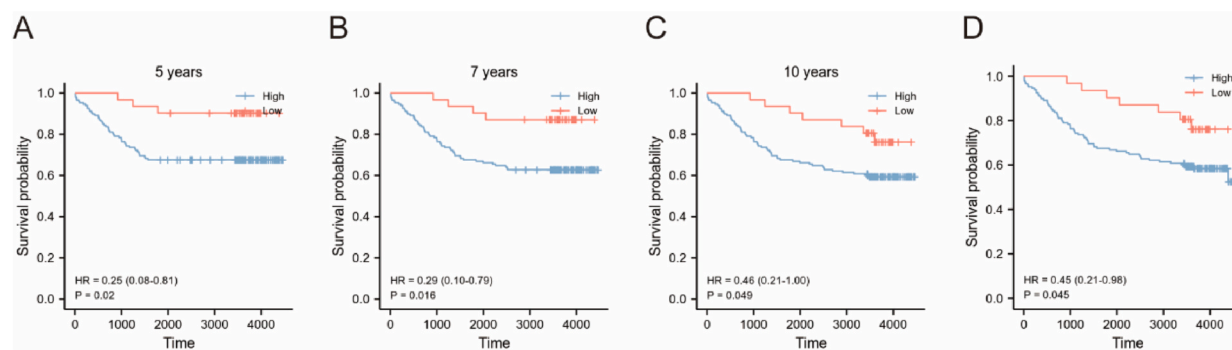 A
B
C
D
5 years
7 years
10 years
High
Low
1.0
0.8
0.6
0.4
0.2
0.0
Survival probability
HR = 0.25 (0.08-0.81)
P = 0.02
0 1000 2000 3000 4000
Time
High
Low
1.0
0.8
0.6
0.4
0.2
0.0
Survival probability
HR = 0.29 (0.10-0.79)
P = 0.016
0 1000 2000 3000 4000
Time
High
Low
1.0
0.8
0.6
0.4
0.2
0.0
Survival probability
HR = 0.46 (0.21-1.00)
P = 0.049
0 1000 2000 3000 4000
Time
High
Low
1.0
0.8
0.6
0.4
0.2
0.0
Survival probability
HR = 0.45 (0.21-0.98)
P = 0.045
0 1000 2000 3000 4000
Time